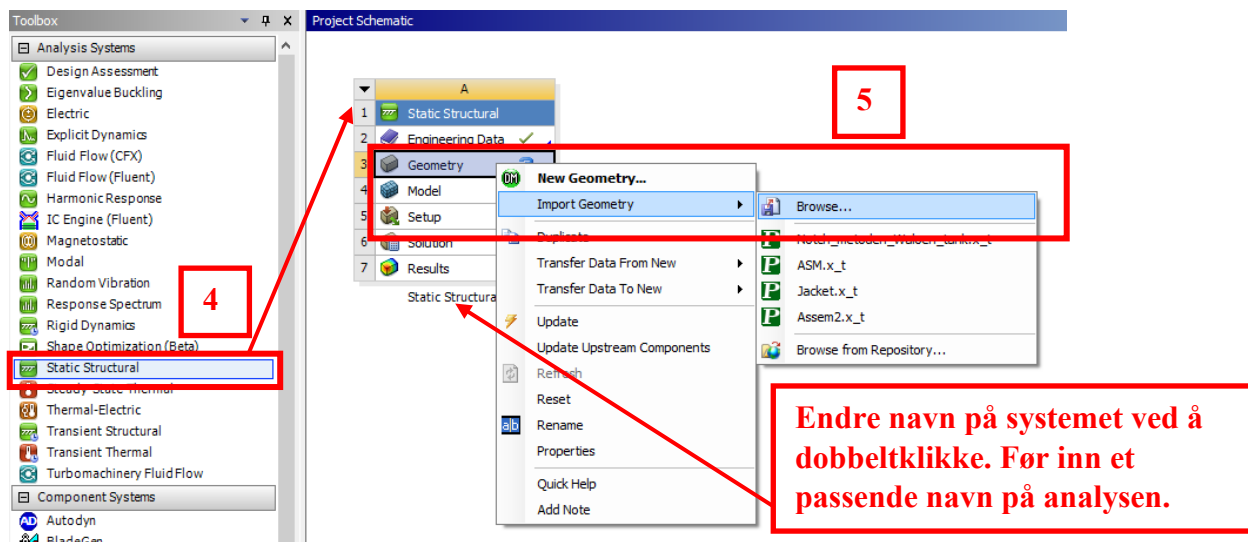 Toolbox
Project Schematic
Analysis Systems
Design Assessment
Eigenvalue Buckling
Electric
Explicit Dynamics
Fluid Flow (CFX)
Fluid Flow (Fluent)
Harmonic Response
IC Engine (Fluent)
Magnetostatic
Modal
Random Vibration
Response Spectrum
Rigid Dynamics
Shape Optimization (Beta)
Static Structural
Steady-State Thermal
Thermal-Electric
Transient Structural
Transient Thermal
Turbomachinery Fluid Flow
Component Systems
Autodyn
BladeGen
4
A
1 Static Structural
2 Engineering Data
3 Geometry
4 Model
5 Setup
6 Solution
7 Results
Static Structural
5
DM New Geometry...
Import Geometry
Duplicate
Transfer Data From New
Transfer Data To New
Update
Update Upstream Components
Refresh
Reset
ab Rename
Properties
Quick Help
Add Note
Browse...
P
P ASM.x_t
P Jacket.x_t
P Assem2.x_t
Browse from Repository...
Endre navn på systemet ved å
dobbeltklikke. Før inn et
passende navn på analysen.